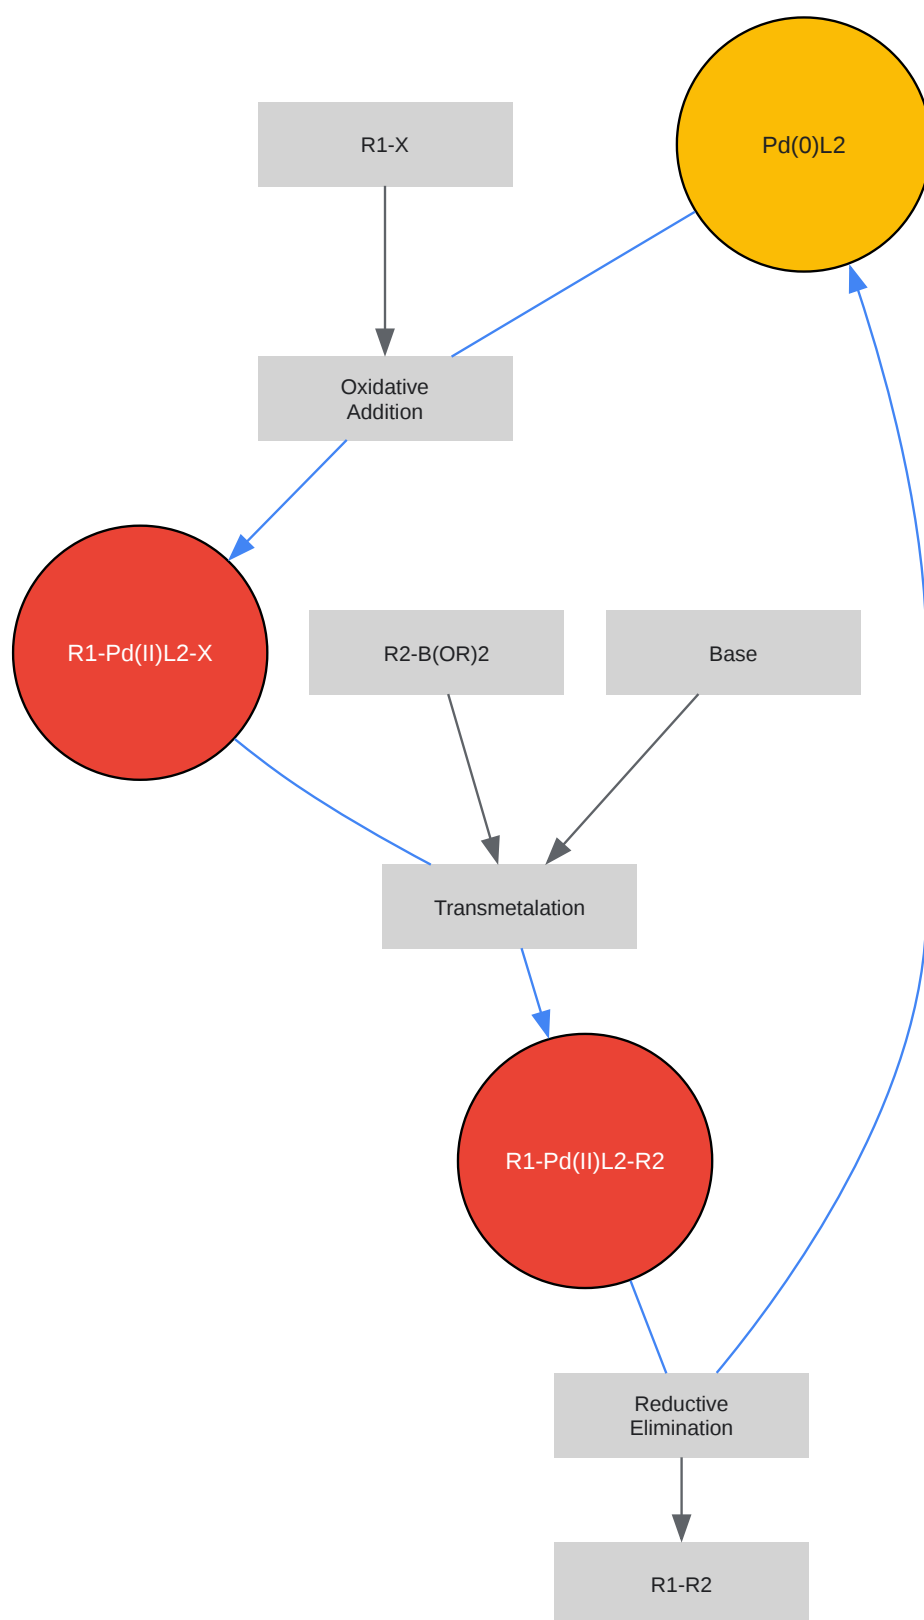 Pd(0)L2
R1-X
Oxidative
Addition
R1-Pd(II)L2-X
R2-B(OR)2
Base
Transmetalation
R1-Pd(II)L2-R2
Reductive
Elimination
R1-R2